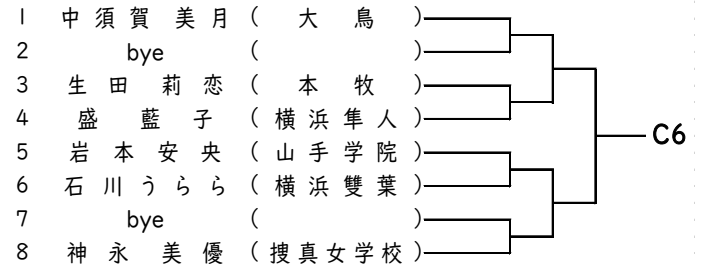 1 中須賀 美月 (大鳥)
2 bye ( )
3 生田 莉恋 (本牧)
4 盛 藍子 (横浜隼人)
5 岩本 安央 (山手学院)
6 石川うらら (横浜雙葉)
7 bye ( )
8 神永 美優 (捜真女学校)
C6